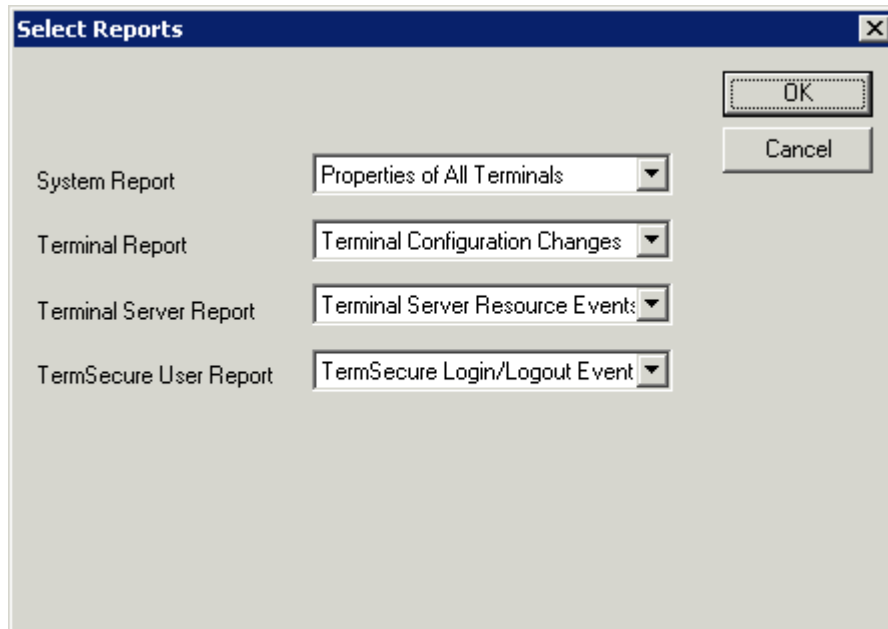 Select Reports
OK
Cancel
System Report
Properties of All Terminals
Terminal Report
Terminal Configuration Changes
Terminal Server Report
Terminal Server Resource Events
TermSecure User Report
TermSecure Login/Logout Event